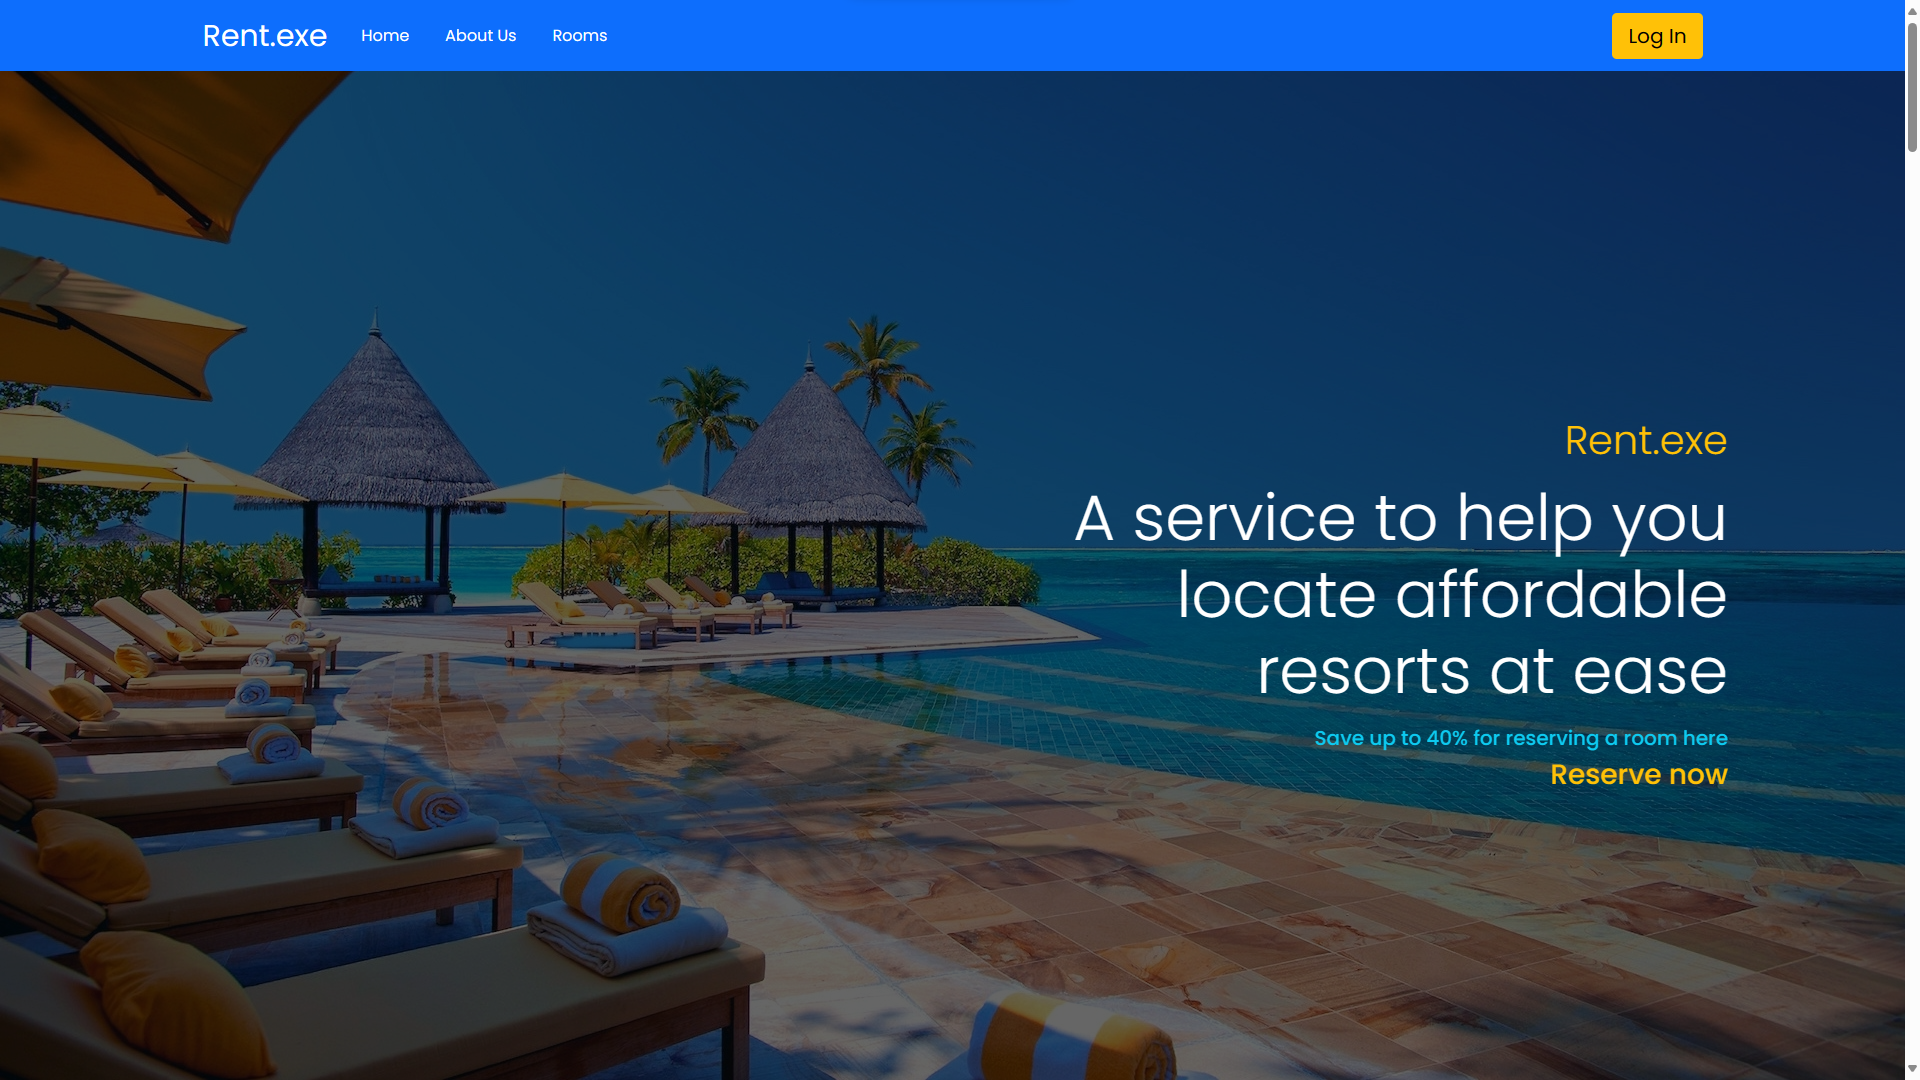 Rent.exe
Home
About Us
Rooms
Log In
Rent.exe
A service to help you
locate affordable
resorts at ease
Save up to 40% for reserving a room here
Reserve now